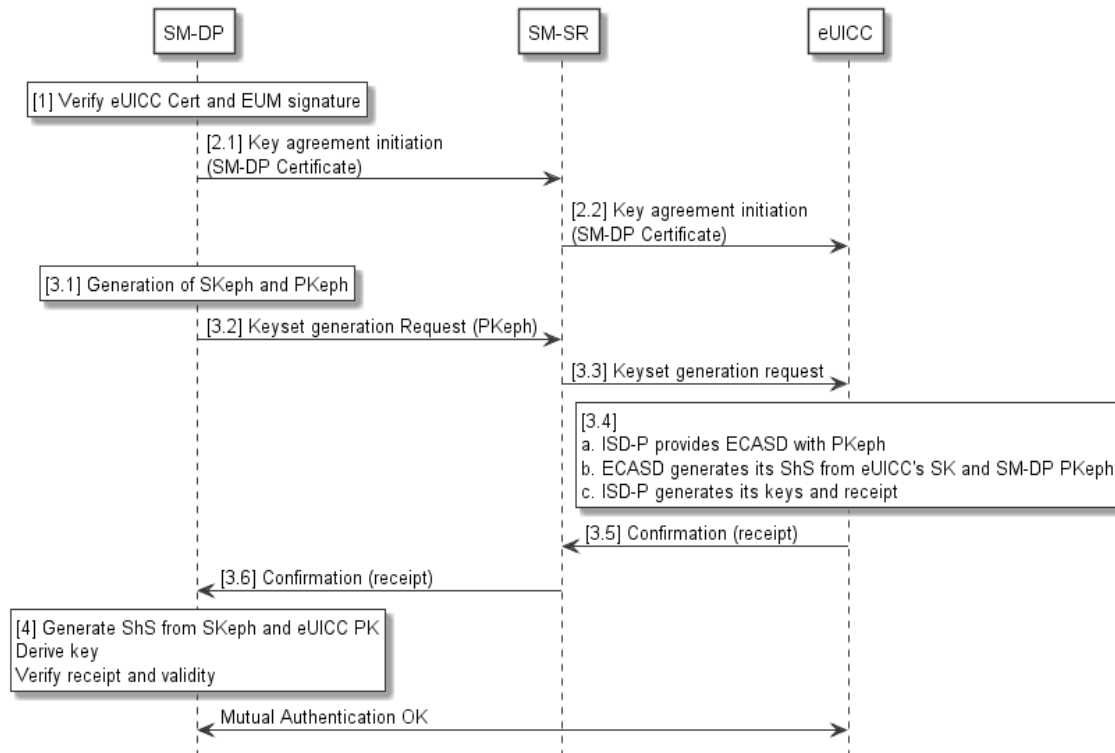 SM-DP
SM-SR
eUICC
[1] Verify eUICC Cert and EUM signature
[2.1] Key agreement initiation
(SM-DP Certificate)
[2.2] Key agreement initiation
(SM-DP Certificate)
[3.1] Generation of SKeph and PKeph
[3.2] Keyset generation Request (PKeph)
[3.3] Keyset generation request
[3.4]
a. ISD-P provides ECASD with PKeph
b. ECASD generates its ShS from eUICC's SK and SM-DP PKeph
c. ISD-P generates its keys and receipt
[3.5] Confirmation (receipt)
[3.6] Confirmation (receipt)
[4] Generate ShS from SKeph and eUICC PK
Derive key
Verify receipt and validity
Mutual Authentication OK